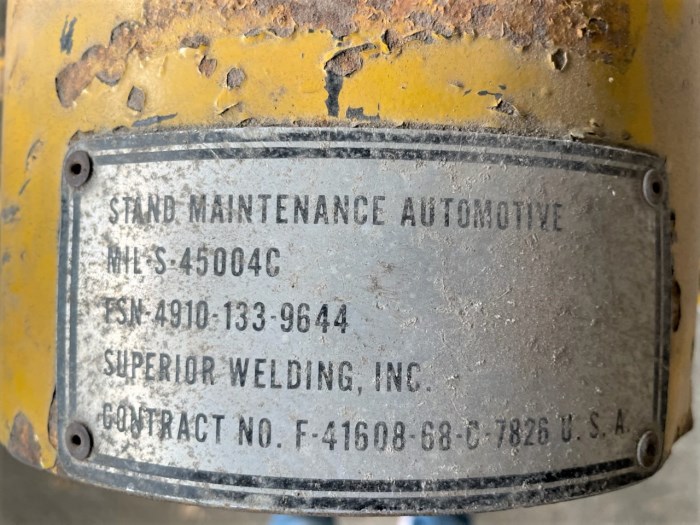 STAND MAINTENANCE AUTOMOTIVE
MIL-S-45004C
FSN-4910-133-9644
SUPERIOR WELDING, INC.
CONTRACT NO. F-41608-68-C-7826 U. S. A.